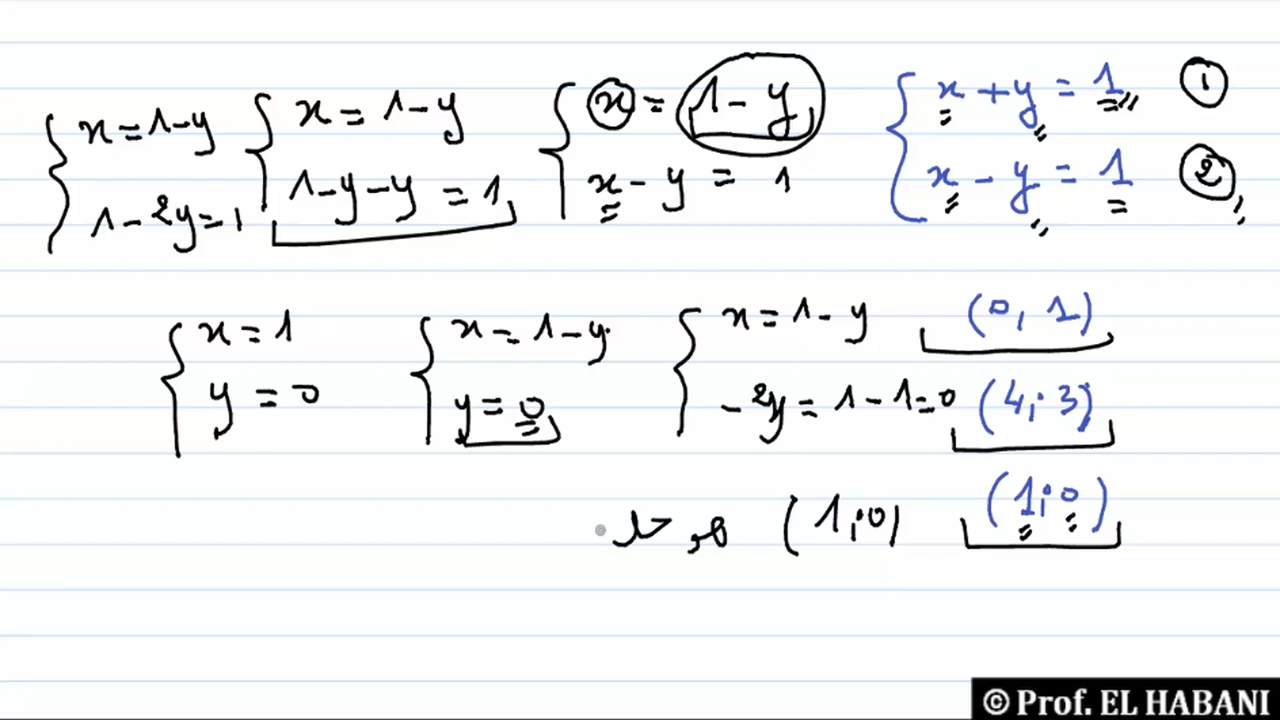 { x + y = 1 ①
{ x - y = 1 ②
{ x = 1 - y
{ x - y = 1
{ x = 1 - y
{ 1 - y - y = 1
{ x = 1 - y
{ 1 - 2y = 1
(0, 1)
(4; 3)
(1; 0)
{ x = 1 - y
{ -2y = 1 - 1 = 0
{ x = 1 - y
{ y = 0
{ x = 1
{ y = 0
(1; 0) هو حل
© Prof. EL HABANI